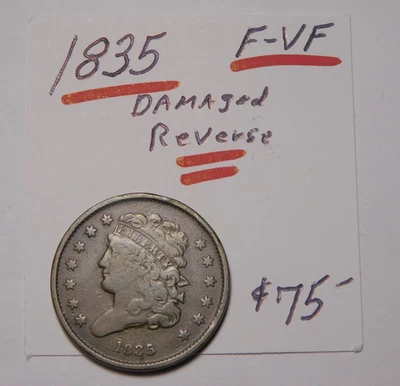 1835 F-VF
DAMAged
Reverse
$75-
LIBERTY
1835